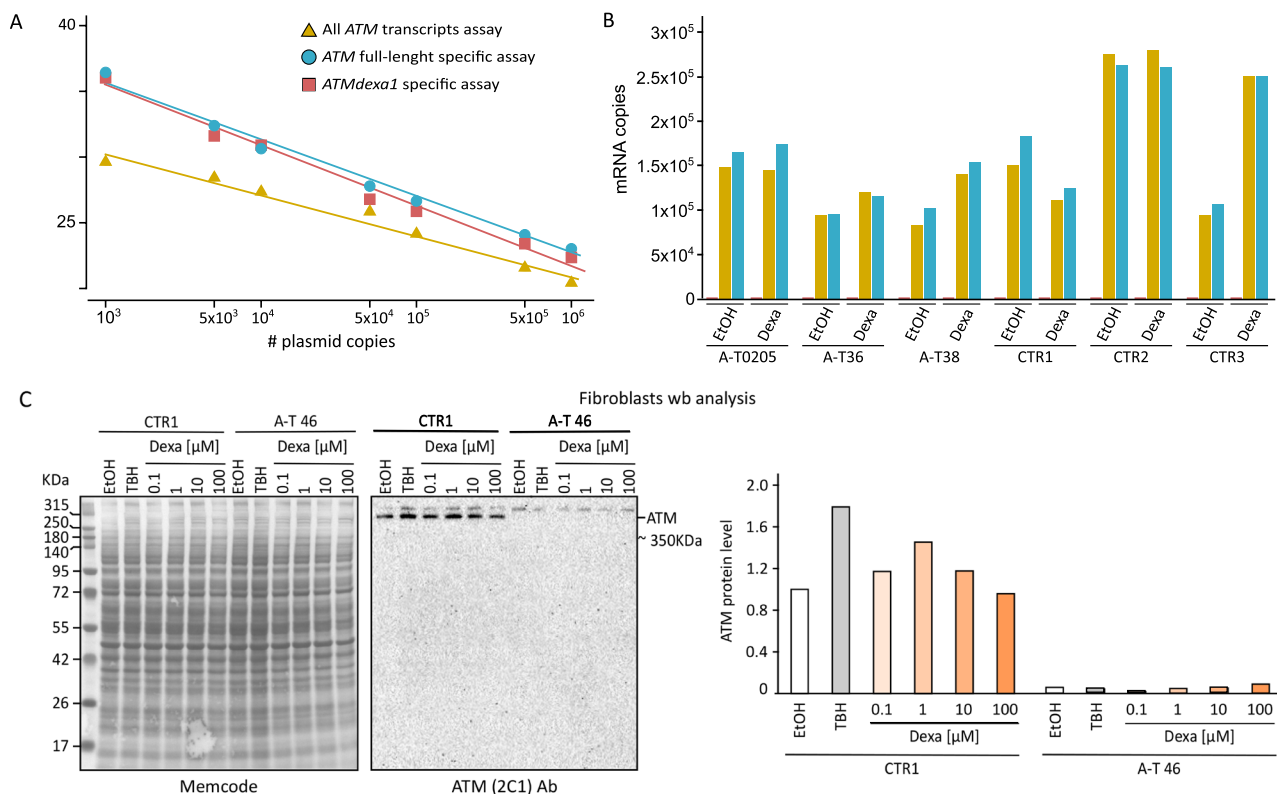 A
40
25
All ATM transcripts assay
ATM full-lenght specific assay
ATMdexa1 specific assay
10³ 5x10³ 10⁴ 5x10⁴ 10⁵ 5x10⁵ 10⁶
# plasmid copies
B
mRNA copies
3x10⁵
2x10⁵
1.5x10⁵
1x10⁵
5x10⁴
0
EtOH Dexa EtOH Dexa EtOH Dexa EtOH Dexa EtOH Dexa EtOH Dexa
A-T0205 A-T36 A-T38 CTR1 CTR2 CTR3
C
Fibroblasts wb analysis
CTR1 A-T 46 CTR1 A-T 46
Dexa [µM] Dexa [µM] Dexa [µM] Dexa [µM]
EtOH TBH 0.1 1 10 100 EtOH TBH 0.1 1 10 100 EtOH TBH 0.1 1 10 100 EtOH TBH 0.1 1 10 100
KDa
315
250
180
140
95
72
55
42
26
17
ATM
~ 350KDa
Memcode
ATM (2C1) Ab
ATM protein level
2.0
1.6
1.2
0.8
0.4
0
EtOH TBH 0.1 1 10 100 EtOH TBH 0.1 1 10 100
Dexa [µM] Dexa [µM]
CTR1 A-T 46